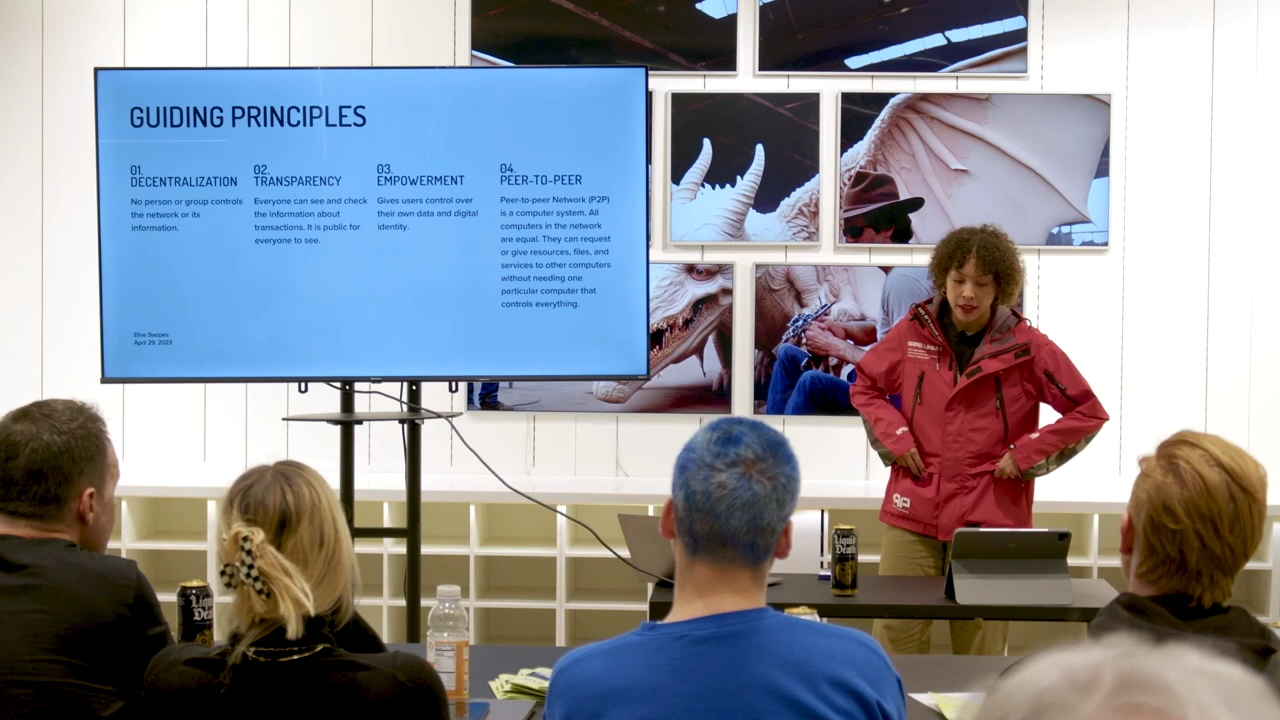 GUIDING PRINCIPLES
01.
DECENTRALIZATION
No person or group controls
the network or its
information.
02.
TRANSPARENCY
Everyone can see and check
the information about
transactions. It is public for
everyone to see.
03.
EMPOWERMENT
Gives users control over
their own data and digital
identity.
04.
PEER-TO-PEER
Peer-to-peer Network (P2P)
is a computer system. All
computers in the network
are equal. They can request
or give resources, files, and
services to other computers
without needing one
particular computer that
controls everything.
Elise Swopes
April 29, 2023
Liquid
Death
Liquid
Death